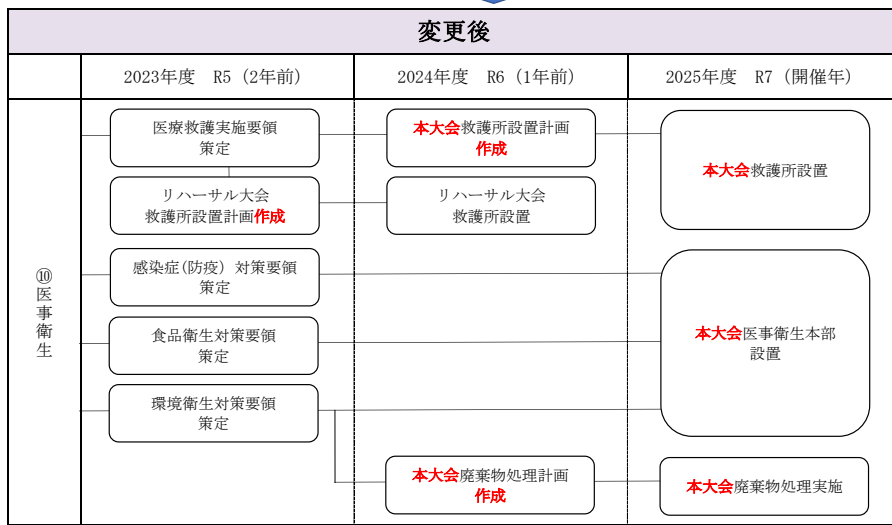 変更後
2023年度　R5（2年前）
2024年度　R6（1年前）
2025年度　R7（開催年）
⑩医事衛生
医療救護実施要領
策定
本大会救護所設置計画
作成
本大会救護所設置
リハーサル大会
救護所設置計画作成
リハーサル大会
救護所設置
感染症(防疫）対策要領
策定
食品衛生対策要領
策定
本大会医事衛生本部
設置
環境衛生対策要領
策定
本大会廃棄物処理計画
作成
本大会廃棄物処理実施